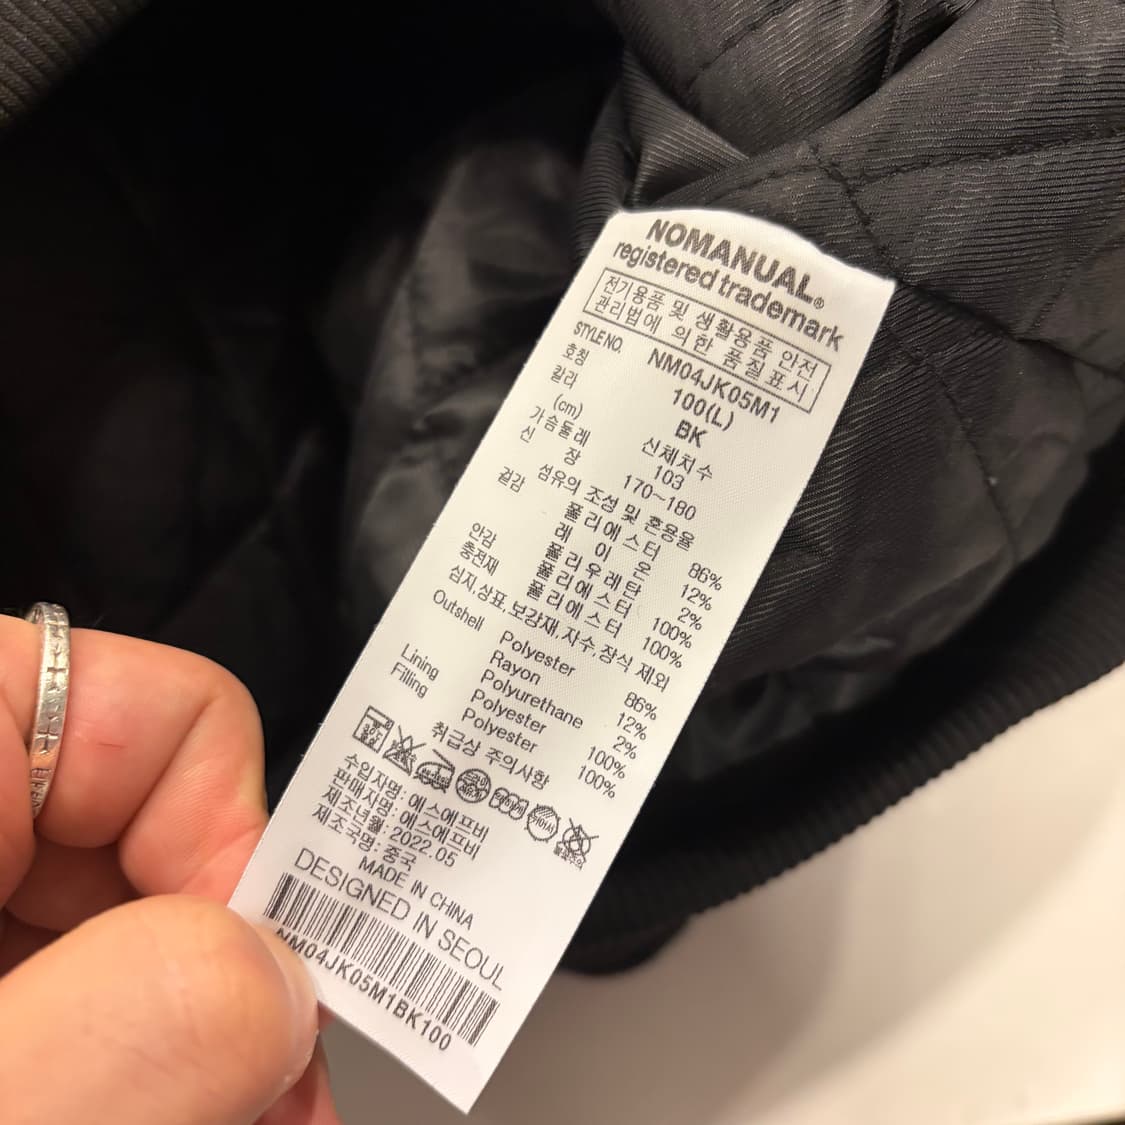 NOMANUAL®
registered trademark
전기용품 및 생활용품 안전
관리법에 의한 품질표시
STYLE NO. NM04JK05M1
호칭 100(L)
칼라 BK
(cm) 신체치수
가슴둘레 103
신 장 170~180
섬유의 조성 및 혼용율
겉감 폴리에스터 86%
레이온 12%
폴리우레탄 2%
안감 폴리에스터 100%
충전재 폴리에스터 100%
심지,상표,보강재,자수,장식 제외
Outshell Polyester 86%
Rayon 12%
Polyurethane 2%
Lining Polyester 100%
Filling Polyester 100%
취급상 주의사항
수입자명: 에스에프비
판매자명: 에스에프비
제조년월: 2022.05
제조국명: 중국
MADE IN CHINA
DESIGNED IN SEOUL
NM04JK05M1BK100